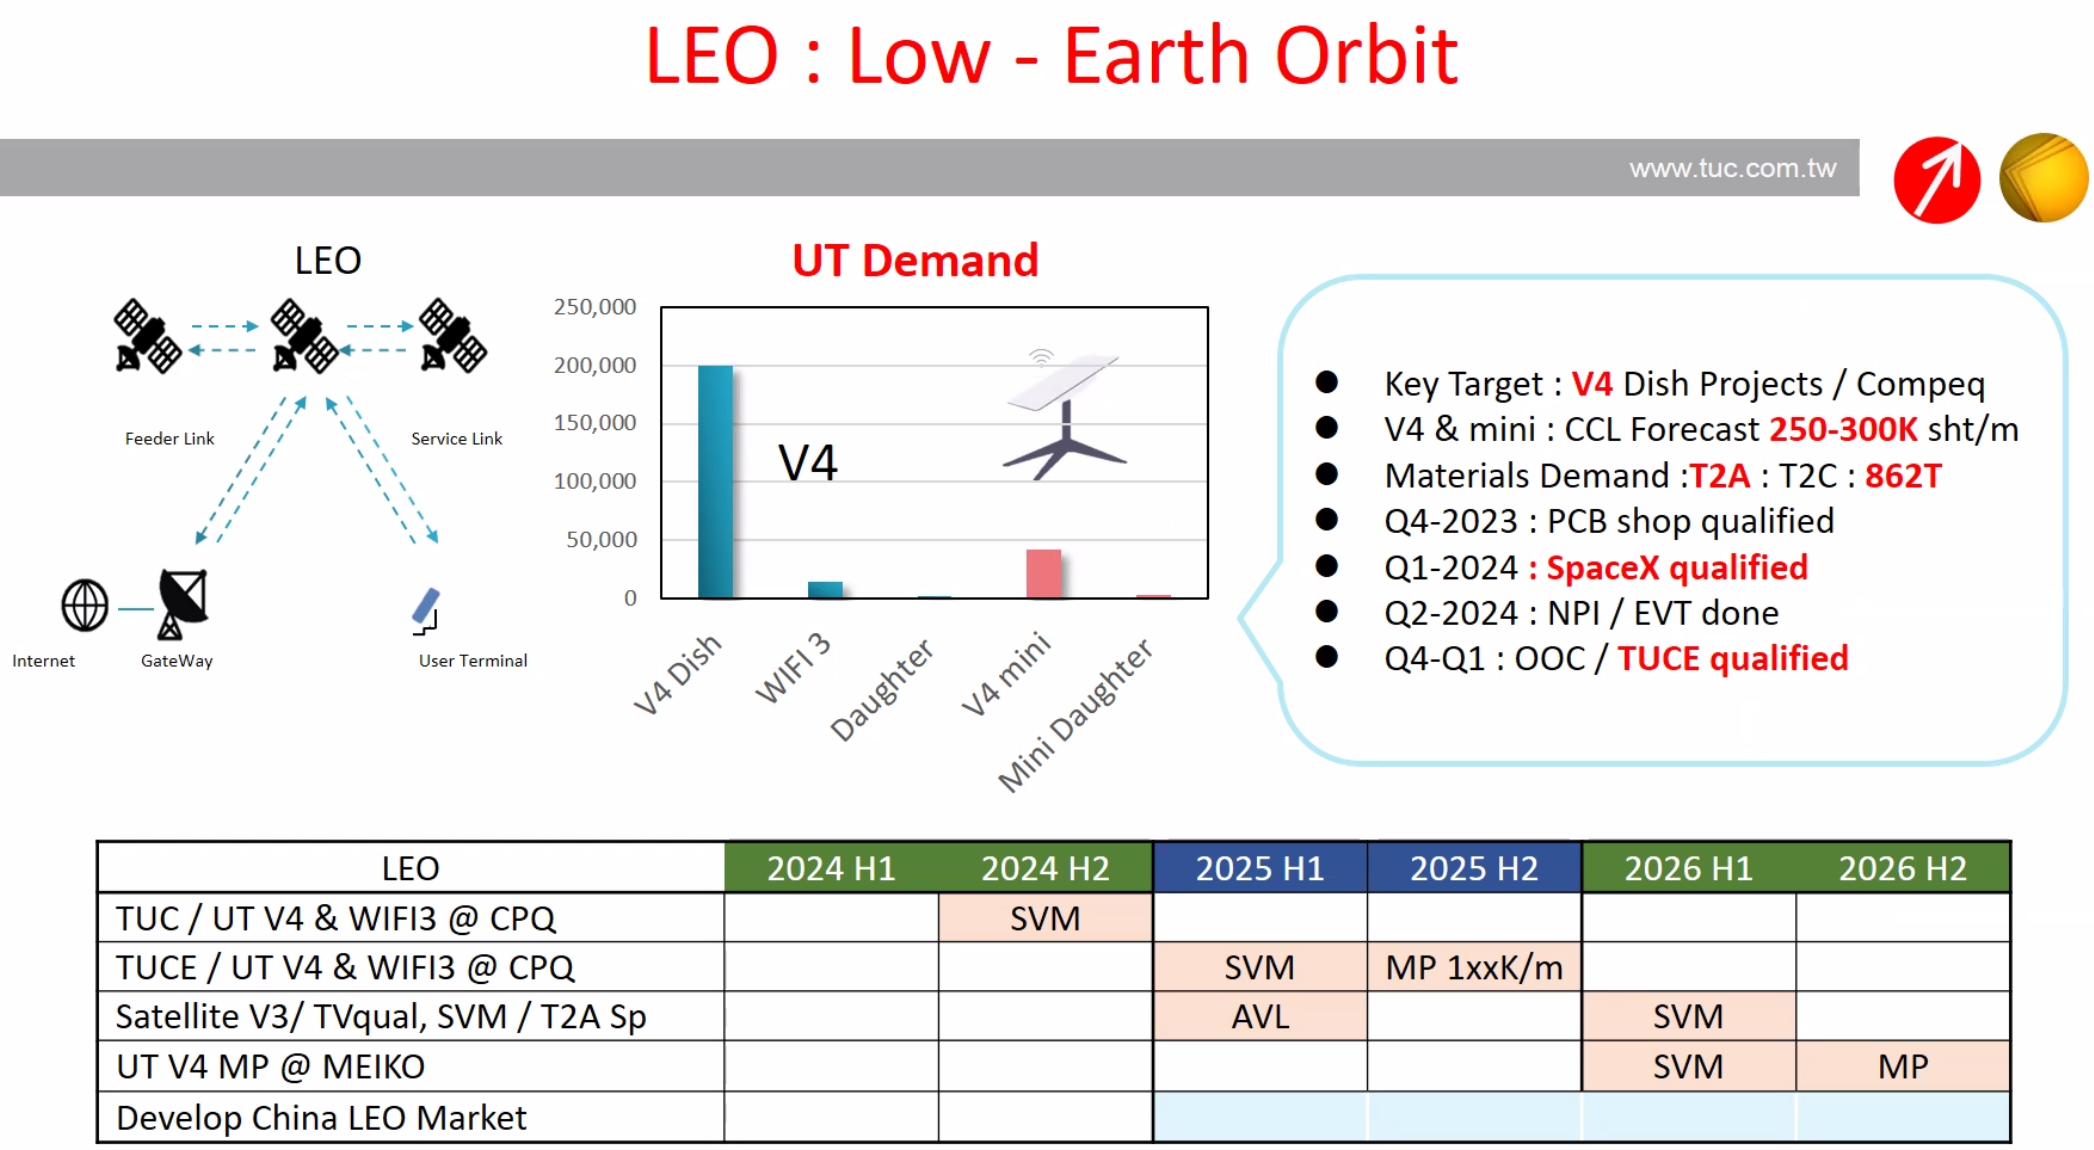 LEO : Low - Earth Orbit
www.tuc.com.tw
LEO
Feeder Link
Service Link
Internet
GateWay
User Terminal
UT Demand
250,000
200,000
150,000
100,000
50,000
0
V4
V4 Dish
WIFI 3
Daughter
V4 mini
Mini Daughter
● Key Target : V4 Dish Projects / Compeq
● V4 & mini : CCL Forecast 250-300K sht/m
● Materials Demand :T2A : T2C : 862T
● Q4-2023 : PCB shop qualified
● Q1-2024 : SpaceX qualified
● Q2-2024 : NPI / EVT done
● Q4-Q1 : OOC / TUCE qualified
LEO 2024 H1 2024 H2 2025 H1 2025 H2 2026 H1 2026 H2
TUC / UT V4 & WIFI3 @ CPQ SVM
TUCE / UT V4 & WIFI3 @ CPQ SVM MP 1xxK/m
Satellite V3/ TVqual, SVM / T2A Sp AVL SVM
UT V4 MP @ MEIKO SVM MP
Develop China LEO Market